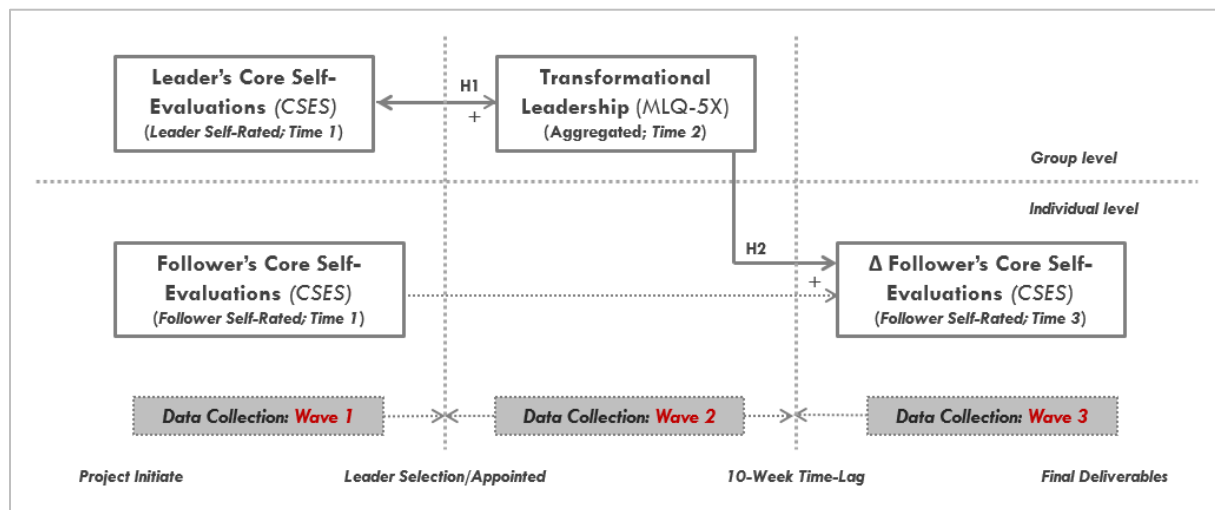 Leader's Core Self-
Evaluations (CSES)
(Leader Self-Rated; Time 1)
H1
+
Transformational
Leadership (MLQ-5X)
(Aggregated; Time 2)
Group level
Individual level
Follower's Core Self-
Evaluations (CSES)
(Follower Self-Rated; Time 1)
H2
+
Δ Follower's Core Self-
Evaluations (CSES)
(Follower Self-Rated; Time 3)
Data Collection: Wave 1
Data Collection: Wave 2
Data Collection: Wave 3
Project Initiate
Leader Selection/Appointed
10-Week Time-Lag
Final Deliverables